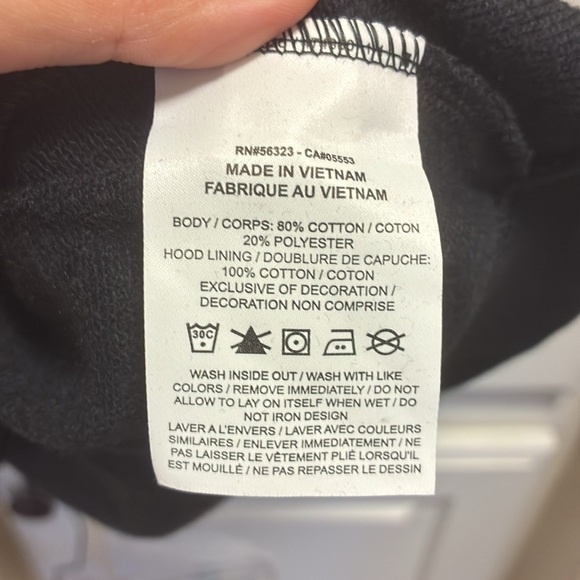 RN#56323 - CA#05553
MADE IN VIETNAM
FABRIQUE AU VIETNAM
BODY / CORPS: 80% COTTON / COTON
20% POLYESTER
HOOD LINING / DOUBLURE DE CAPUCHE:
100% COTTON / COTON
EXCLUSIVE OF DECORATION /
DECORATION NON COMPRISE
30C
WASH INSIDE OUT / WASH WITH LIKE
COLORS / REMOVE IMMEDIATELY / DO NOT
ALLOW TO LAY ON ITSELF WHEN WET / DO
NOT IRON DESIGN
LAVER A L'ENVERS / LAVER AVEC COULEURS
SIMILAIRES / ENLEVER IMMEDIATEMENT / NE
PAS LAISSER LE VÊTEMENT PLIÉ LORSQU'IL
EST MOUILLÉ / NE PAS REPASSER LE DESSIN